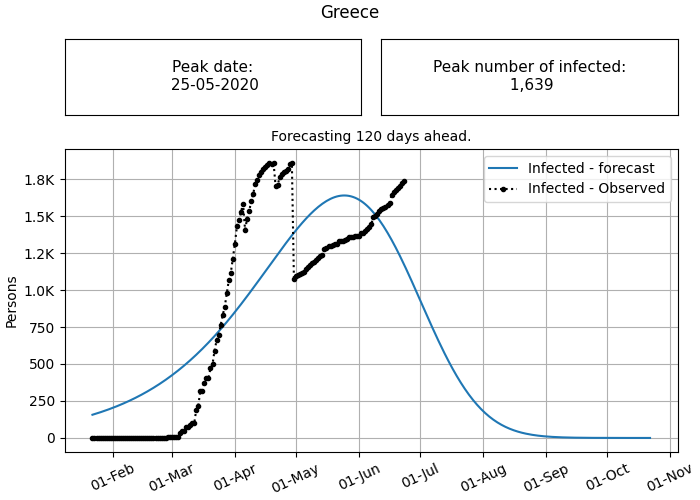 Greece
Peak date:
25-05-2020
Peak number of infected:
1,639
Forecasting 120 days ahead.
Infected - forecast
Infected - Observed
1.8K
1.5K
1.2K
1.0K
750
500
250
0
Persons
01-Feb
01-Mar
01-Apr
01-May
01-Jun
01-Jul
01-Aug
01-Sep
01-Oct
01-Nov